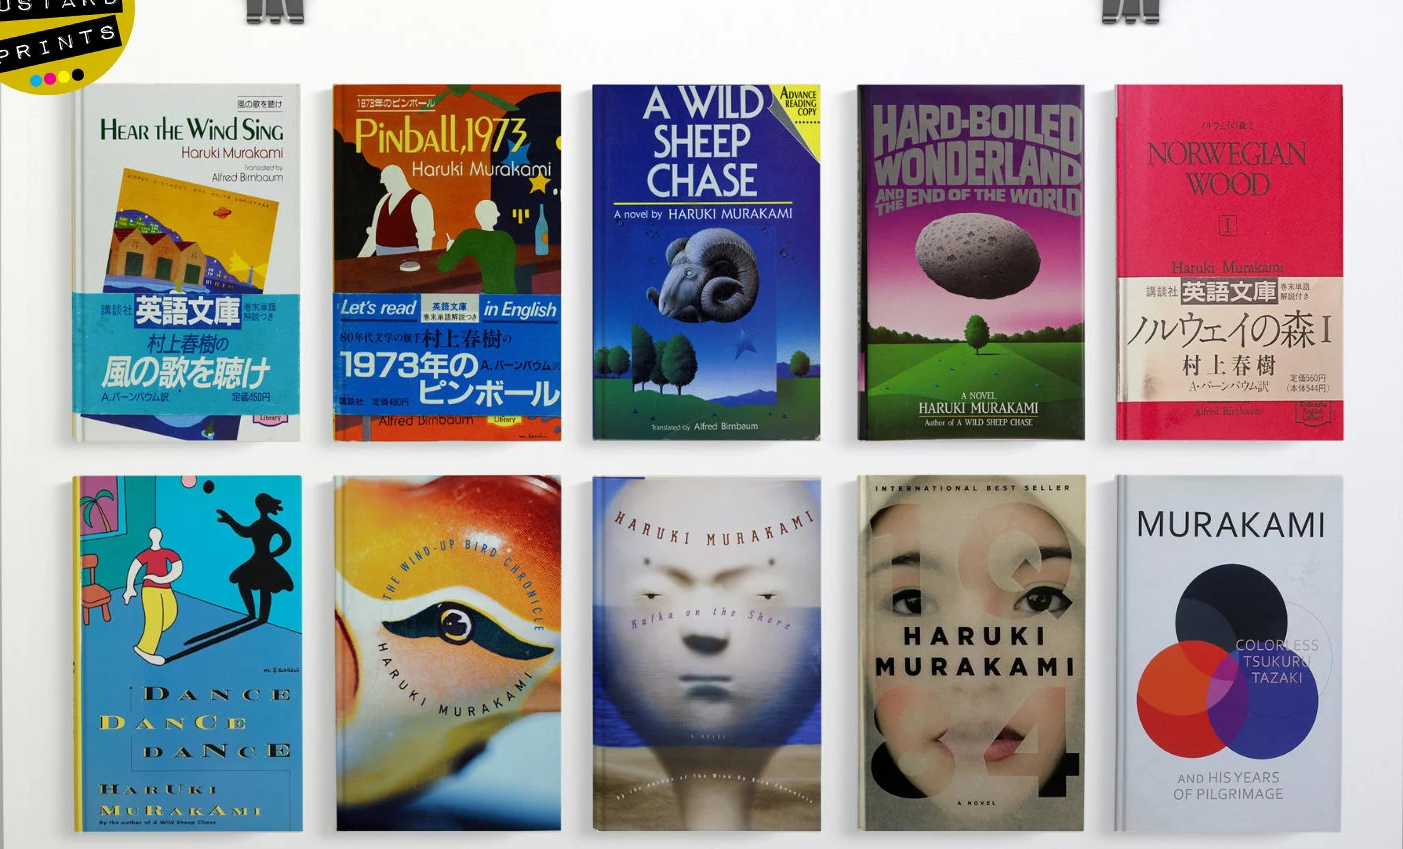 USTARD
PRINTS
風の歌を聴け
HEAR THE WIND SING
Haruki Murakami
Translated by
Alfred Birnbaum
HAPPY BIRTHDAY AND WHITE CHRISTMAS
講談社 英語文庫 巻末単語
解説つき
村上春樹の
風の歌を聴け
A.バーンバウム訳 定価450円
Library
1973年のピンボール
Pinball,1973
Haruki Murakami
Let's read 英語文庫 in English
巻末単語解説つき
80年代文学の旗手村上春樹の
1973年の A.バーンバウム訳
ピンボール
講談社 定価480円
Alfred Birnbaum
Library
A WILD
SHEEP
CHASE
ADVANCE
READING
COPY
A novel by HARUKI MURAKAMI
Translated by Alfred Birnbaum
HARD-BOILED
WONDERLAND
AND THE END OF THE WORLD
A NOVEL
HARUKI MURAKAMI
Author of A WILD SHEEP CHASE
ノルウェイの森 I
NORWEGIAN
WOOD
I
Haruki Murakami
講談社 英語文庫 巻末単語
解説付き
ノルウェイの森 I
村上春樹
A・バーンバウム訳
定価560円
(本体544円)
Alfred Birnbaum
Kodansha
English
Library
DANCE
DANCE
DANCE
HARUKI
MURAKAMI
By the author of A Wild Sheep Chase
THE WIND-UP BIRD CHRONICLE
HARUKI MURAKAMI
HARUKI MURAKAMI
Kafka on the Shore
A NOVEL
by the author of The Wind-Up Bird Chronicle
INTERNATIONAL BEST SELLER
1Q
HARUKI
MURAKAMI
84
A NOVEL
MURAKAMI
COLORLESS
TSUKURU
TAZAKI
AND HIS YEARS
OF PILGRIMAGE